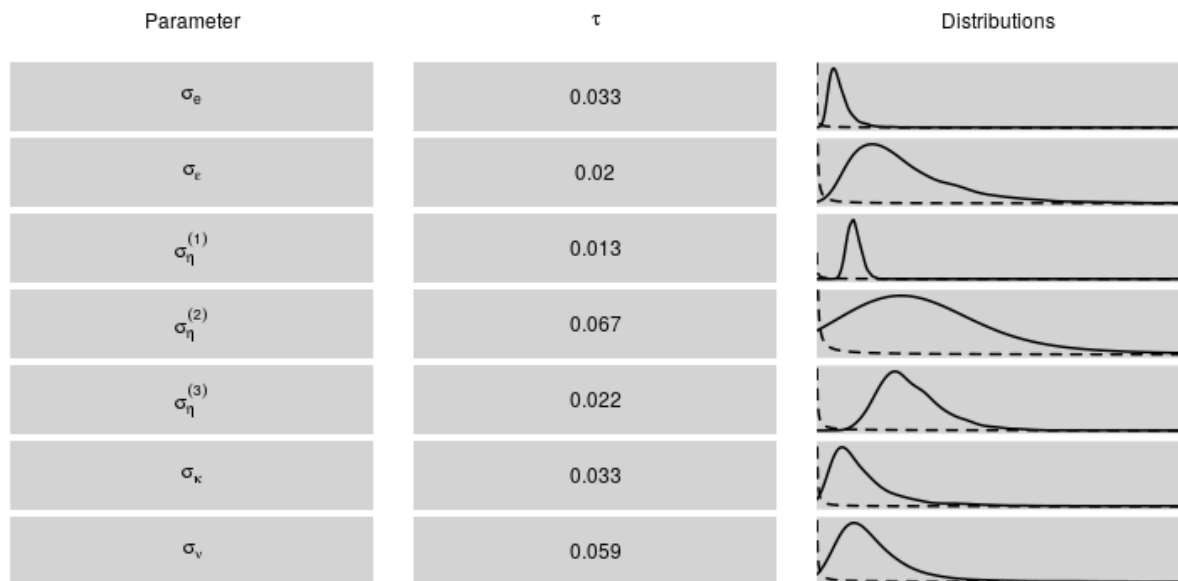 Parameter τ Distributions
σe 0.033
σε 0.02
ση(1) 0.013
ση(2) 0.067
ση(3) 0.022
σκ 0.033
σν 0.059